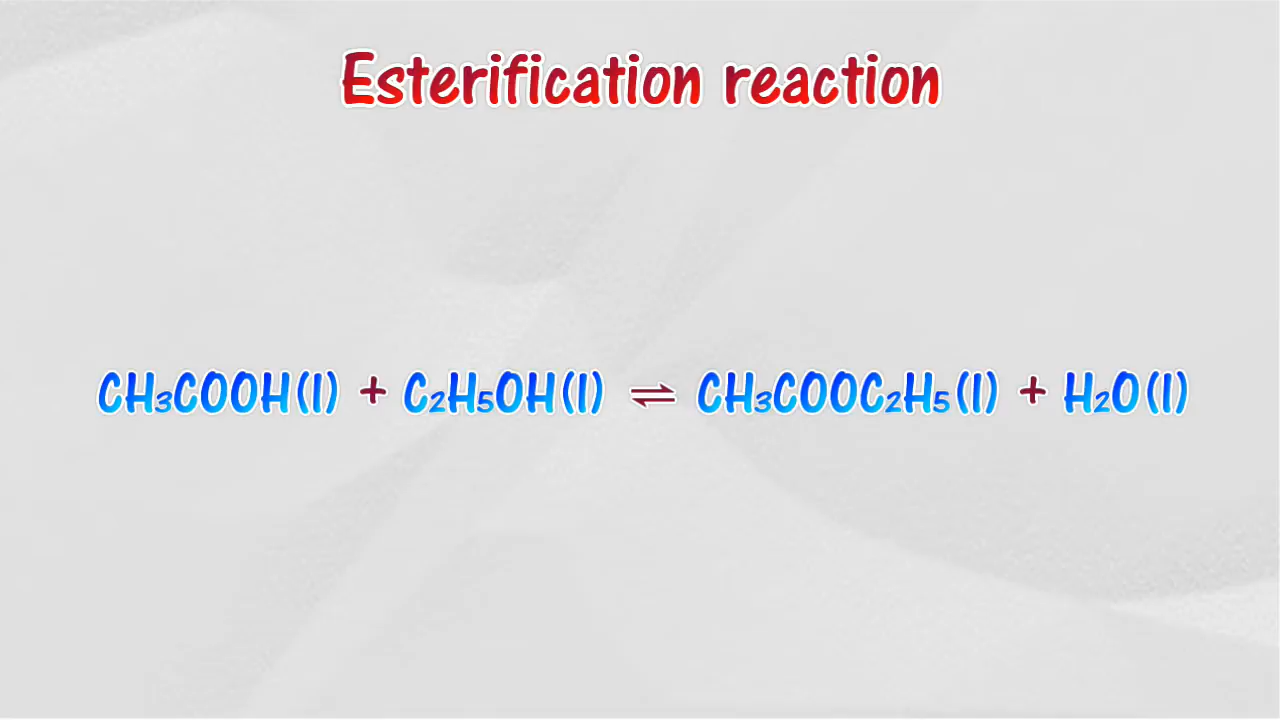 Esterification reaction
CH₃COOH(l) + C₂H₅OH(l) ⇌ CH₃COOC₂H₅(l) + H₂O(l)